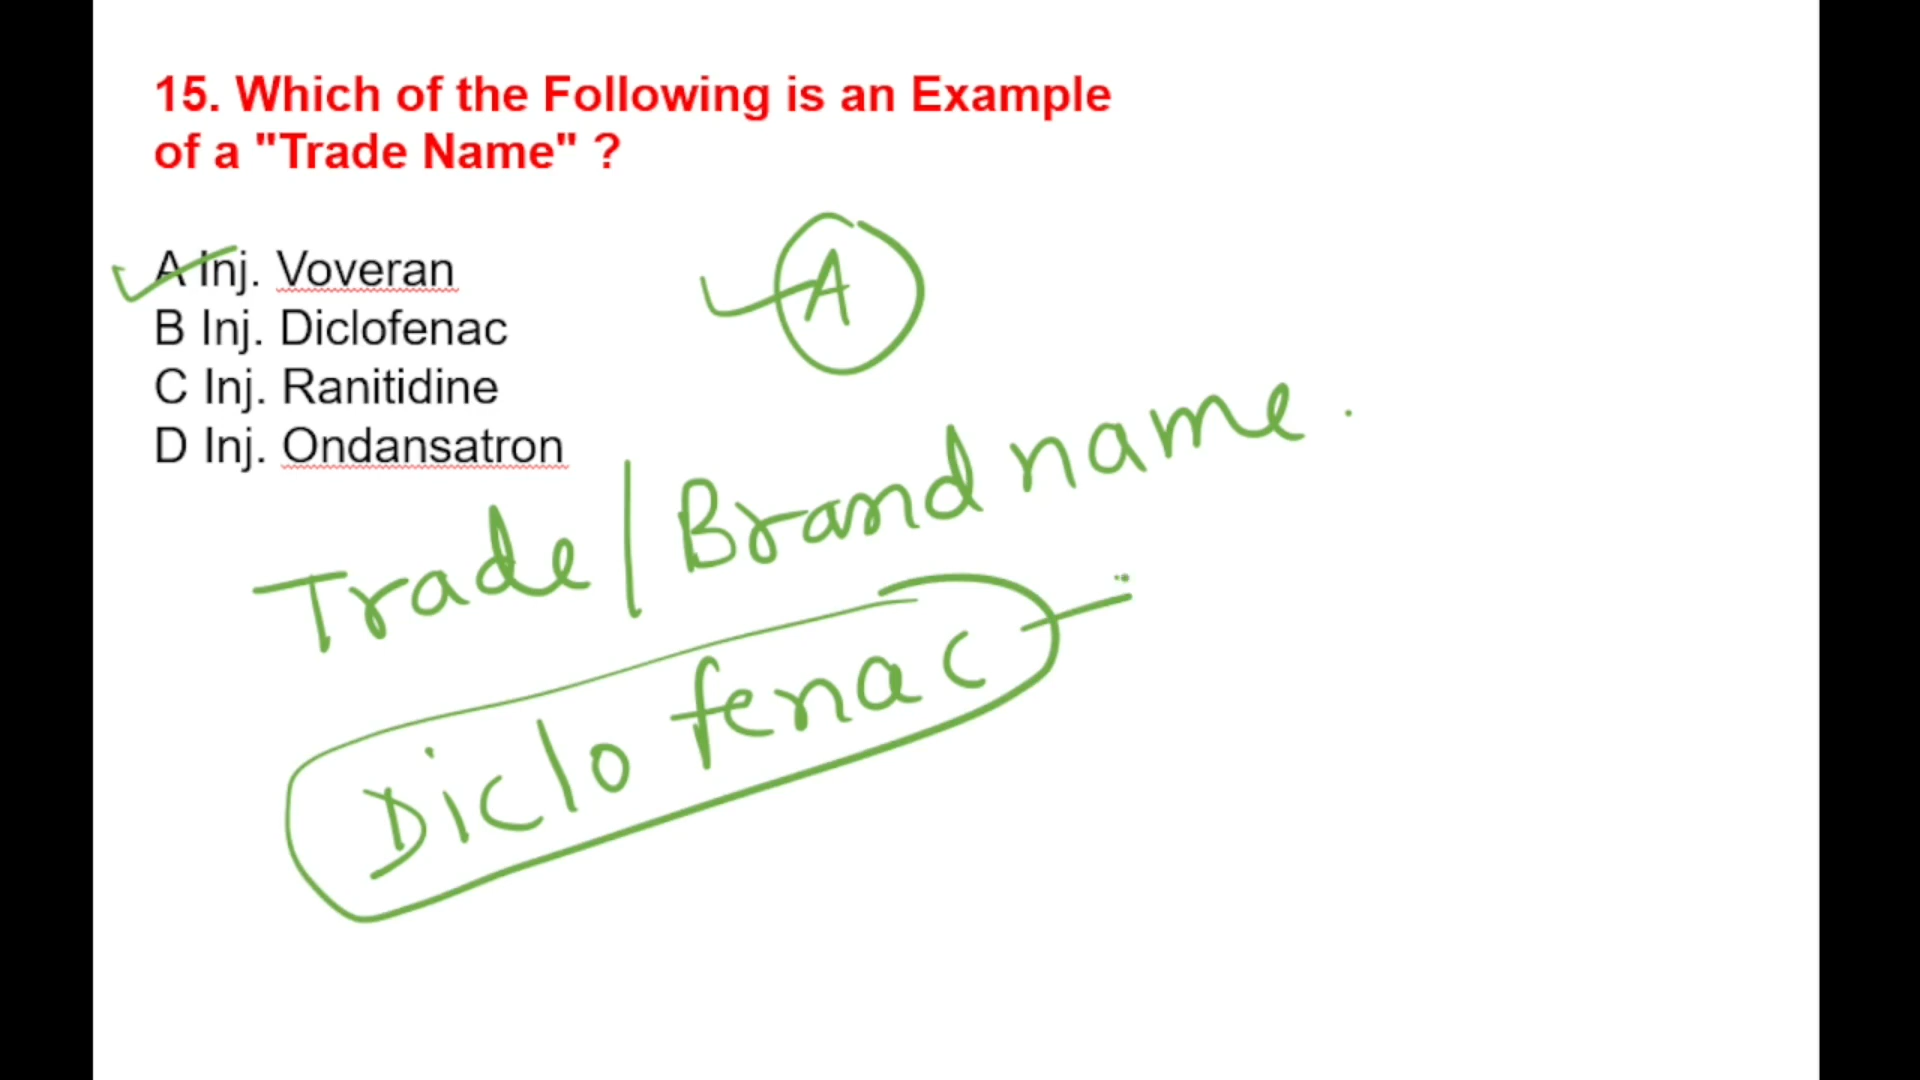 15. Which of the Following is an Example
of a "Trade Name" ?
A Inj. Voveran
B Inj. Diclofenac
C Inj. Ranitidine
D Inj. Ondansatron
A
Trade/Brand name.
Diclofenac